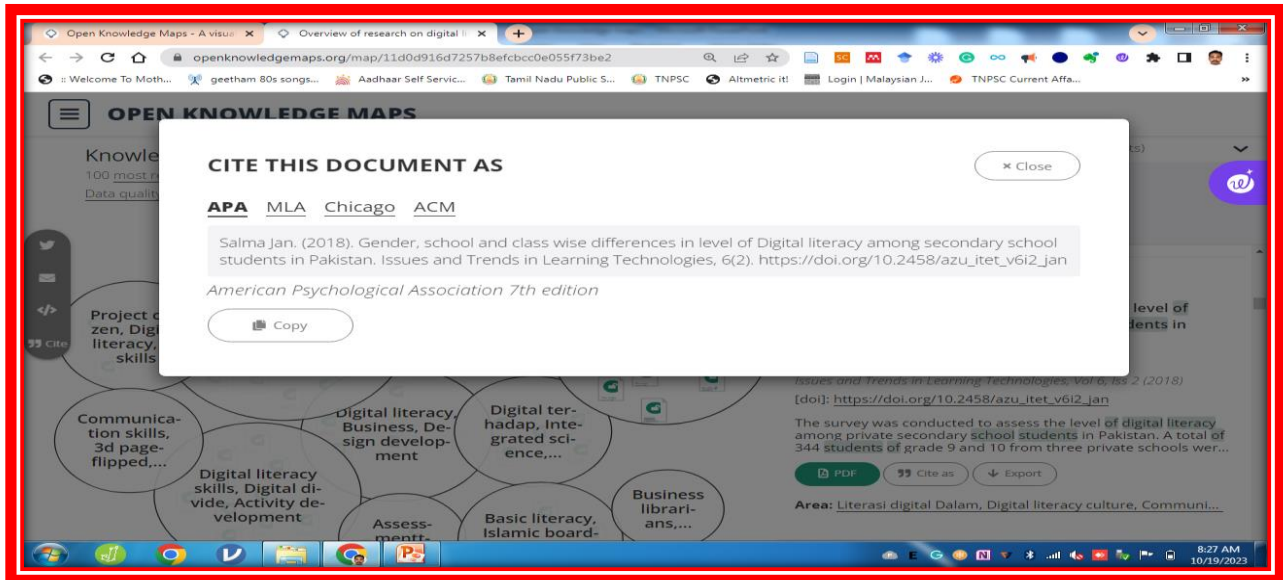 Open Knowledge Maps - A visua
Overview of research on digital li
openknowledgemaps.org/map/11d0d916d7257b8efcbcc0e055f73be2
:: Welcome To Moth...
geetham 80s songs...
Aadhaar Self Servic...
Tamil Nadu Public S...
TNPSC
Altmetric it!
Login | Malaysian J...
TNPSC Current Affa...
»
OPEN KNOWLEDGE MAPS
Knowle
100 most r
Data quality
ts)
CITE THIS DOCUMENT AS
× Close
APA MLA Chicago ACM
Salma Jan. (2018). Gender, school and class wise differences in level of Digital literacy among secondary school
students in Pakistan. Issues and Trends in Learning Technologies, 6(2). https://doi.org/10.2458/azu_itet_v6i2_jan
American Psychological Association 7th edition
Copy
Cite
Project c
zen, Digi
literacy,
skills
Communica-
tion skills,
3d page-
flipped,...
Digital literacy
skills, Digital di-
vide, Activity de-
velopment
Digital literacy,
Business, De-
sign develop-
ment
Digital ter-
hadap, Inte-
grated sci-
ence,...
Assess-
mentt-
Basic literacy,
Islamic board-
Business
librari-
ans,...
level of
dents in
Issues and Trends in Learning Technologies, Vol 6, Iss 2 (2018)
[doi]: https://doi.org/10.2458/azu_itet_v6i2_jan
The survey was conducted to assess the level of digital literacy
among private secondary school students in Pakistan. A total of
344 students of grade 9 and 10 from three private schools wer...
PDF
Cite as
Export
Area: Literasi digital Dalam, Digital literacy culture, Communi...
8:27 AM
10/19/2023